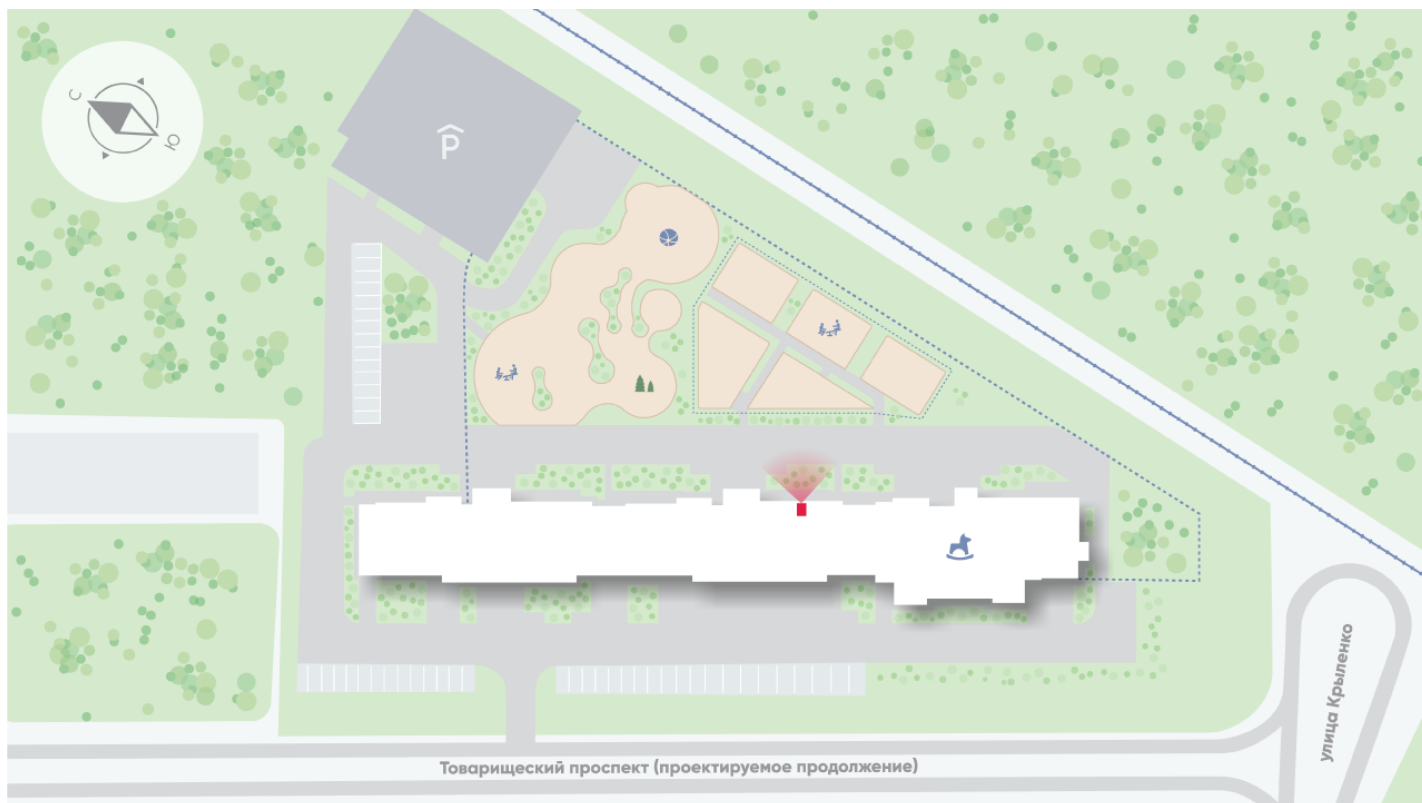 С
Ю
P
улица Крыленко
Товарищеский проспект (проектируемое продолжение)